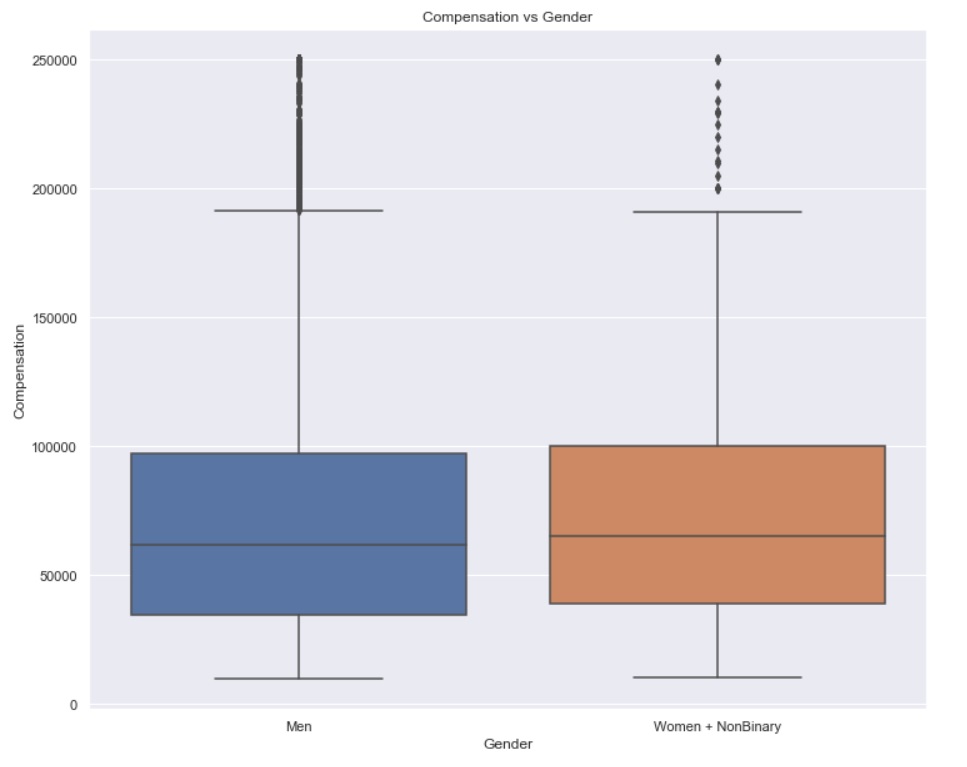 Compensation vs Gender
250000
200000
150000
100000
50000
0
Compensation
Men
Women + NonBinary
Gender